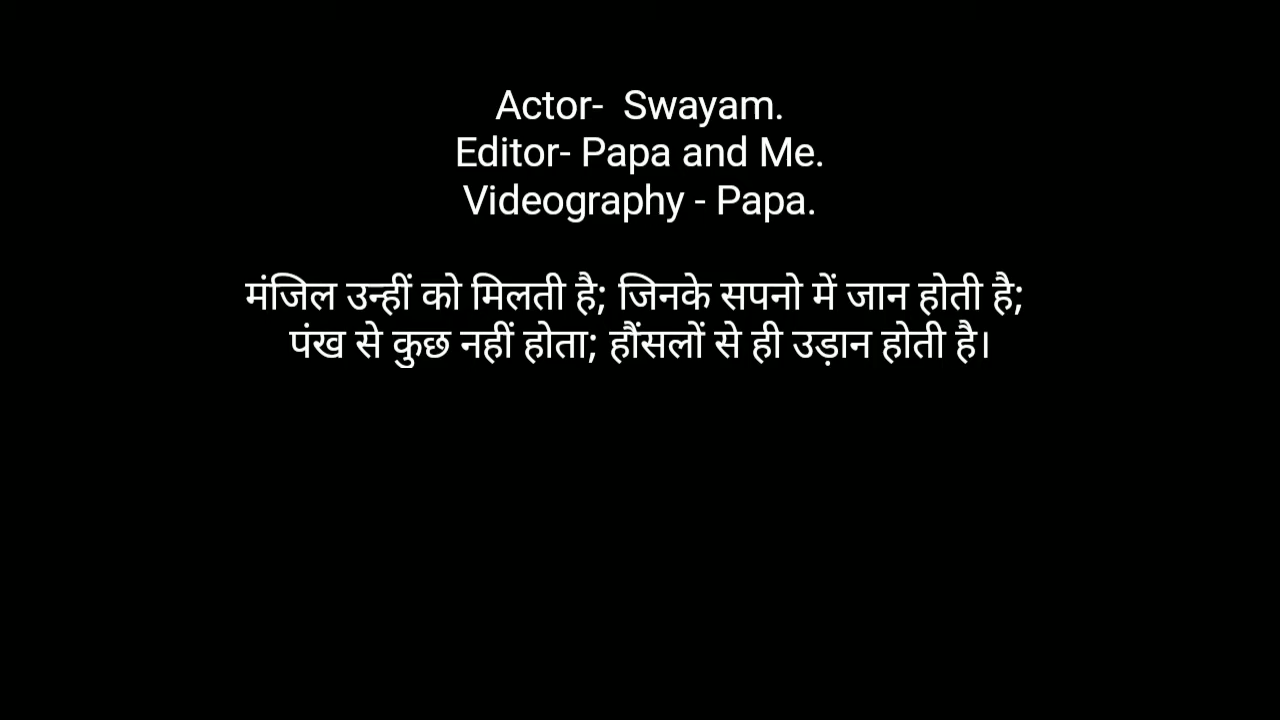 Actor-  Swayam.
Editor- Papa and Me.
Videography - Papa.
मंजिल उन्हीं को मिलती है; जिनके सपनो में जान होती है;
पंख से कुछ नहीं होता; हौंसलों से ही उड़ान होती है।